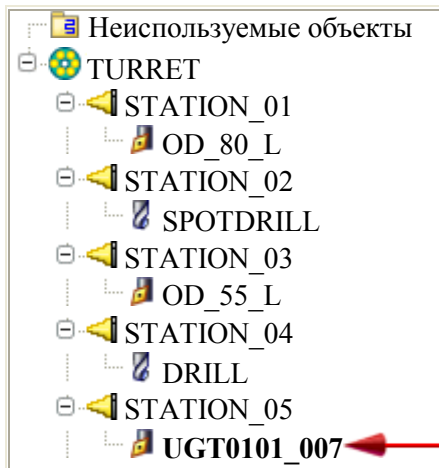 Неиспользуемые объекты
TURRET
STATION_01
OD_80_L
STATION_02
SPOTDRILL
STATION_03
OD_55_L
STATION_04
DRILL
STATION_05
UGT0101_007